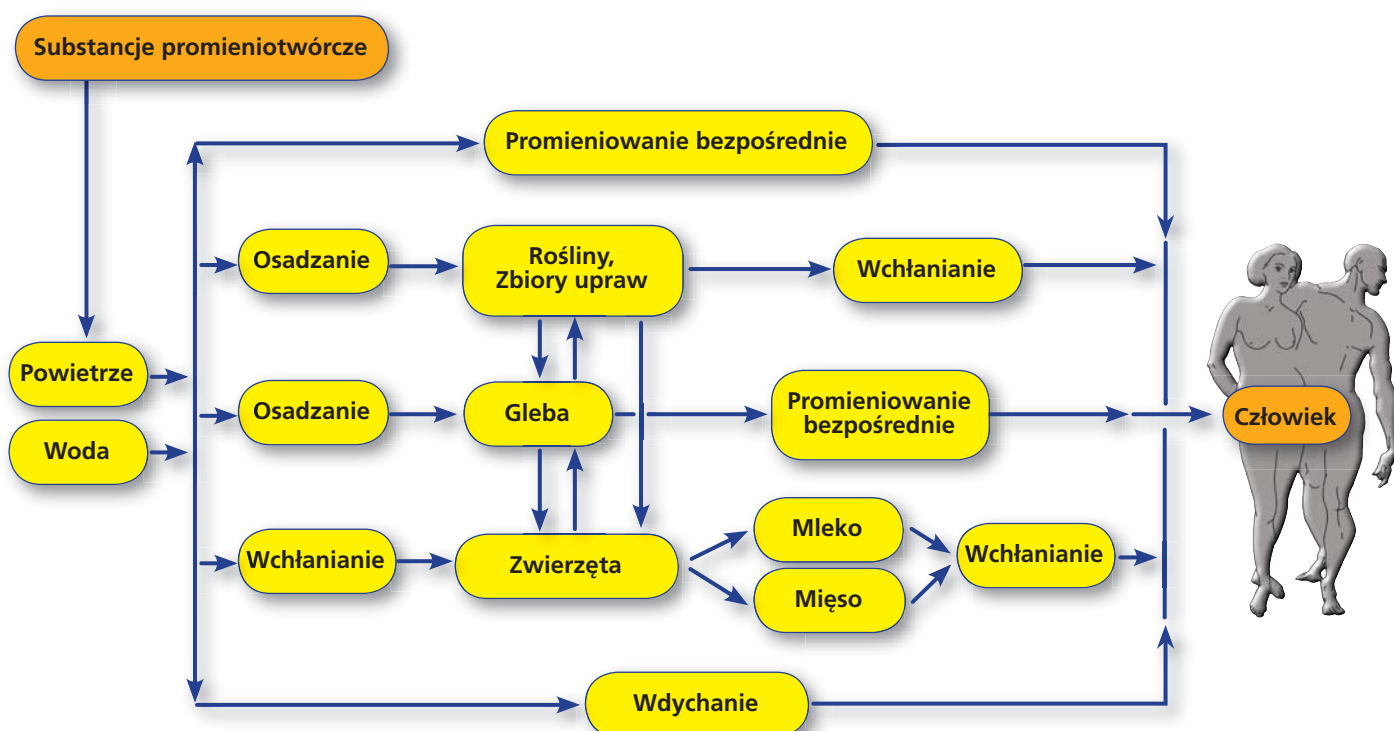 Substancje promieniotwórcze
Promieniowanie bezpośrednie
Osadzanie
Rośliny,
Zbiory upraw
Wchłanianie
Powietrze
Woda
Osadzanie
Gleba
Promieniowanie
bezpośrednie
Człowiek
Wchłanianie
Zwierzęta
Mleko
Mięso
Wchłanianie
Wdychanie